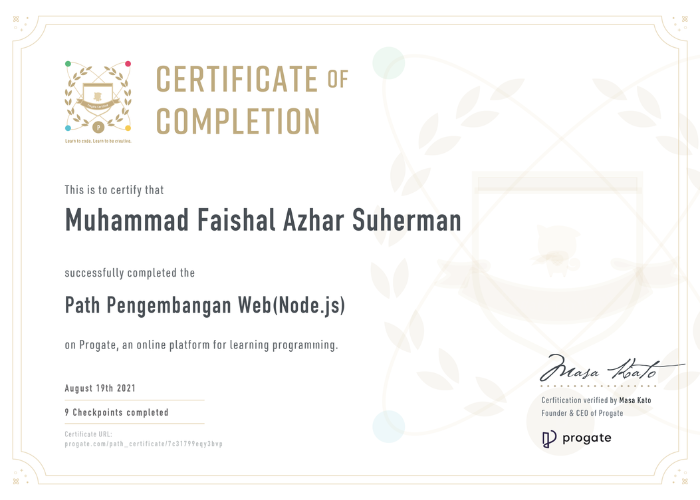 CERTIFICATE OF
COMPLETION
Learn to code. Learn to be creative.
This is to certify that
Muhammad Faishal Azhar Suherman
successfully completed the
Path Pengembangan Web(Node.js)
on Progate, an online platform for learning programming.
August 19th 2021
9 Checkpoints completed
Certificate URL:
progate.com/path_certificate/7c31799eqy3bvp
Masa Kato
Certification verified by Masa Kato
Founder & CEO of Progate
progate